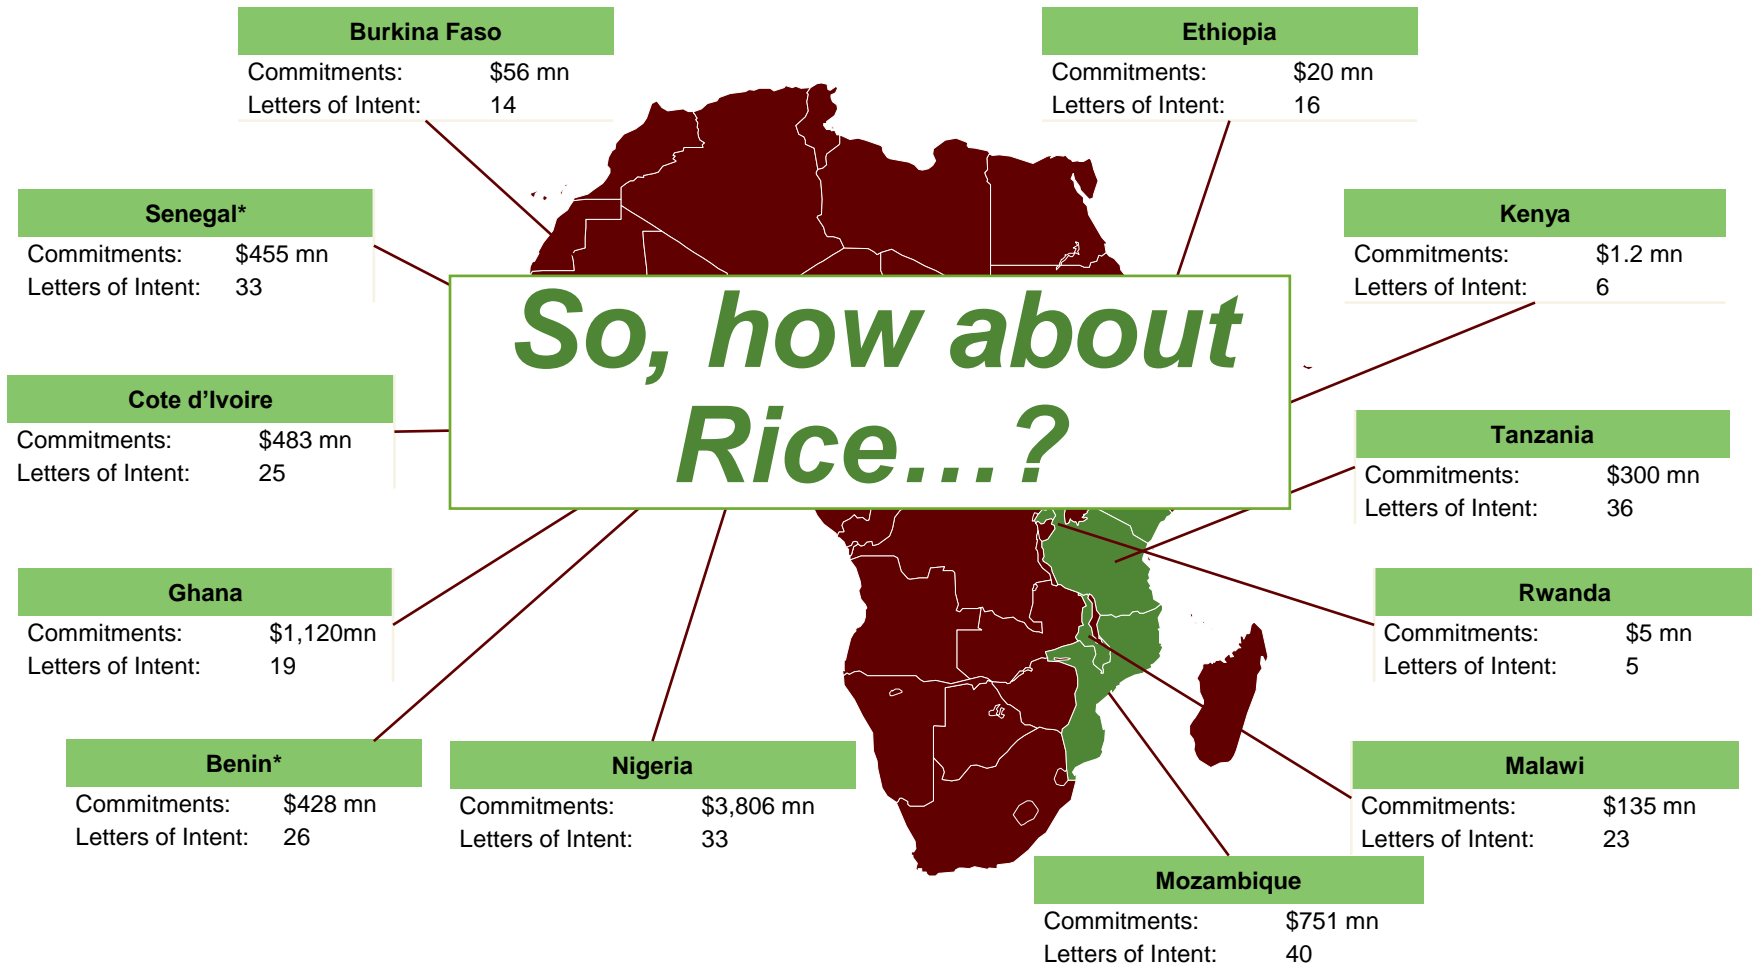 Burkina Faso
Commitments: $56 mn
Letters of Intent: 14
Ethiopia
Commitments: $20 mn
Letters of Intent: 16
Senegal*
Commitments: $455 mn
Letters of Intent: 33
Kenya
Commitments: $1.2 mn
Letters of Intent: 6
So, how about
Rice…?
Cote d’Ivoire
Commitments: $483 mn
Letters of Intent: 25
Tanzania
Commitments: $300 mn
Letters of Intent: 36
Ghana
Commitments: $1,120mn
Letters of Intent: 19
Rwanda
Commitments: $5 mn
Letters of Intent: 5
Benin*
Commitments: $428 mn
Letters of Intent: 26
Nigeria
Commitments: $3,806 mn
Letters of Intent: 33
Malawi
Commitments: $135 mn
Letters of Intent: 23
Mozambique
Commitments: $751 mn
Letters of Intent: 40